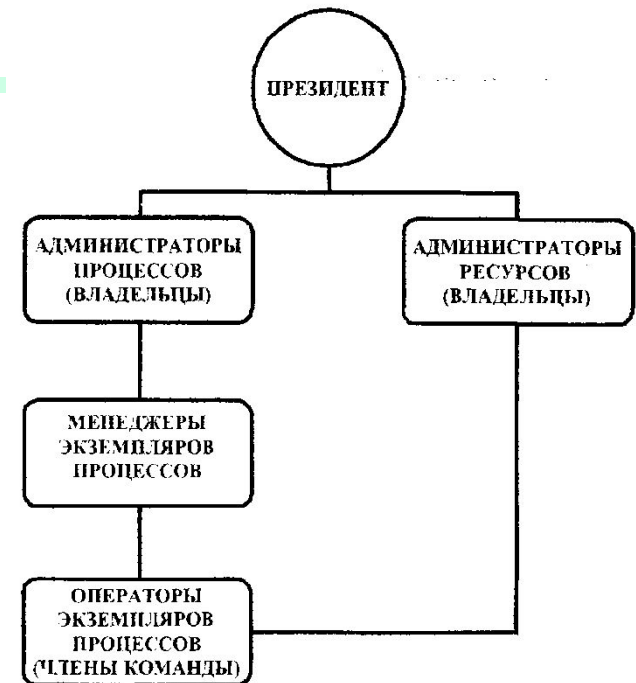 ПРЕЗИДЕНТ
АДМИНИСТРАТОРЫ
ПРОЦЕССОВ
(ВЛАДЕЛЬЦЫ)
АДМИНИСТРАТОРЫ
РЕСУРСОВ
(ВЛАДЕЛЬЦЫ)
МЕНЕДЖЕРЫ
ЭКЗЕМПЛЯРОВ
ПРОЦЕССОВ
ОПЕРАТОРЫ
ЭКЗЕМПЛЯРОВ
ПРОЦЕССОВ
(ЧЛЕНЫ КОМАНДЫ)